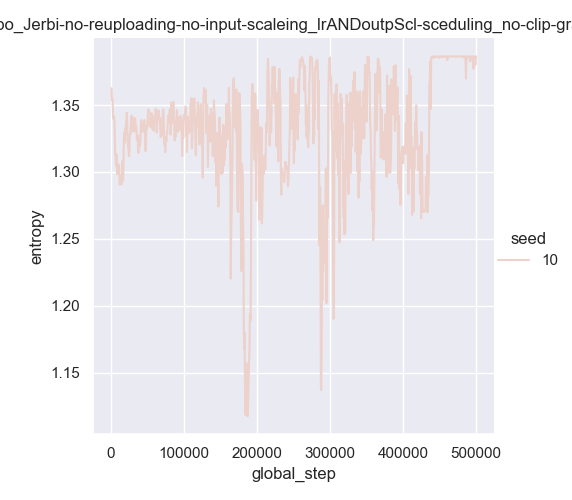 oo_Jerbi-no-reuploading-no-input-scaleing_lrANDoutpScl-sceduling_no-clip-gr
1.35
1.30
1.25
1.20
1.15
entropy
0 100000 200000 300000 400000 500000
global_step
seed
10